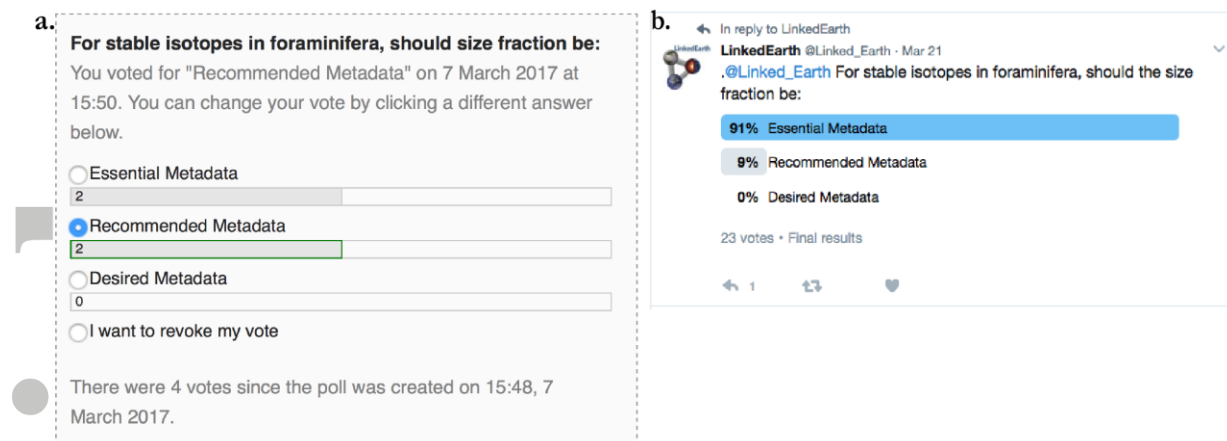 a.
For stable isotopes in foraminifera, should size fraction be:
You voted for "Recommended Metadata" on 7 March 2017 at
15:50. You can change your vote by clicking a different answer
below.
Essential Metadata
2
Recommended Metadata
2
Desired Metadata
0
I want to revoke my vote
There were 4 votes since the poll was created on 15:48, 7
March 2017.
b.
In reply to LinkedEarth
LinkedEarth
LinkedEarth @Linked_Earth · Mar 21
.@Linked_Earth For stable isotopes in foraminifera, should the size
fraction be:
91% Essential Metadata
9% Recommended Metadata
0% Desired Metadata
23 votes • Final results
1